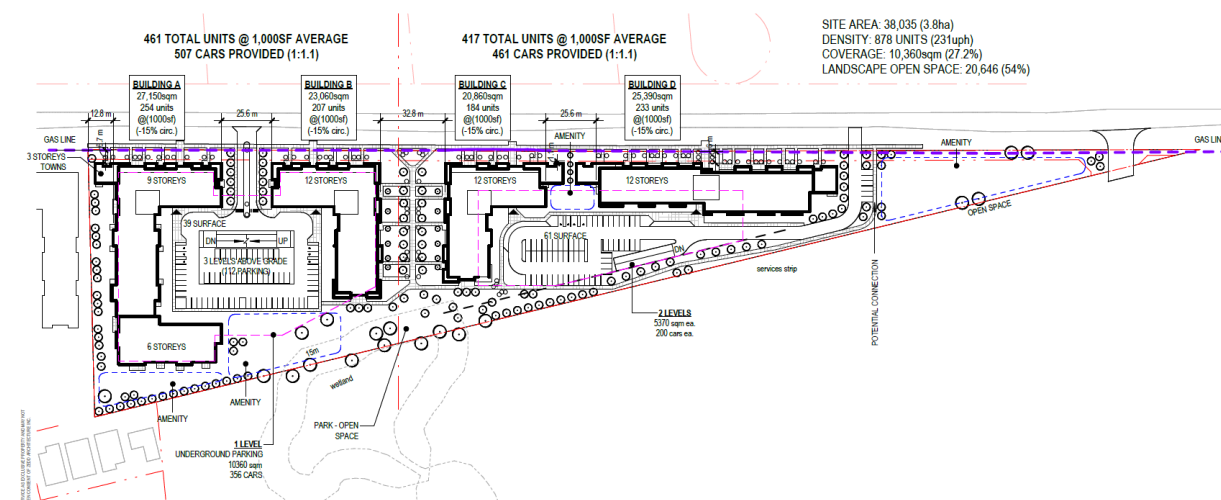 461 TOTAL UNITS @ 1,000SF AVERAGE
507 CARS PROVIDED (1:1.1)
417 TOTAL UNITS @ 1,000SF AVERAGE
461 CARS PROVIDED (1:1.1)
SITE AREA: 38,035 (3.8ha)
DENSITY: 878 UNITS (231uph)
COVERAGE: 10,360sqm (27.2%)
LANDSCAPE OPEN SPACE: 20,646 (54%)
BUILDING A
27,150sqm
254 units
@(1000sf)
(-15% circ.)
BUILDING B
23,060sqm
207 units
@(1000sf)
(-15% circ.)
BUILDING C
20,860sqm
184 units
@(1000sf)
(-15% circ.)
BUILDING D
25,390sqm
233 units
@(1000sf)
(-15% circ.)
12.8 m
25.6 m
32.8 m
25.6 m
AMENITY
GAS LINE
AMENITY
GAS LIN
3 STOREYS
TOWNS
9 STOREYS
12 STOREYS
12 STOREYS
12 STOREYS
OPEN SPACE
39 SURFACE
DN
UP
3 LEVELS ABOVE GRADE
(112 PARKING)
61 SURFACE
DN
services strip
POTENTIAL CONNECTION
2 LEVELS
5370 sqm ea.
200 cars ea.
6 STOREYS
15m
wetland
AMENITY
AMENITY
PARK - OPEN
SPACE
1 LEVEL
UNDERGROUND PARKING
10360 sqm
356 CARS